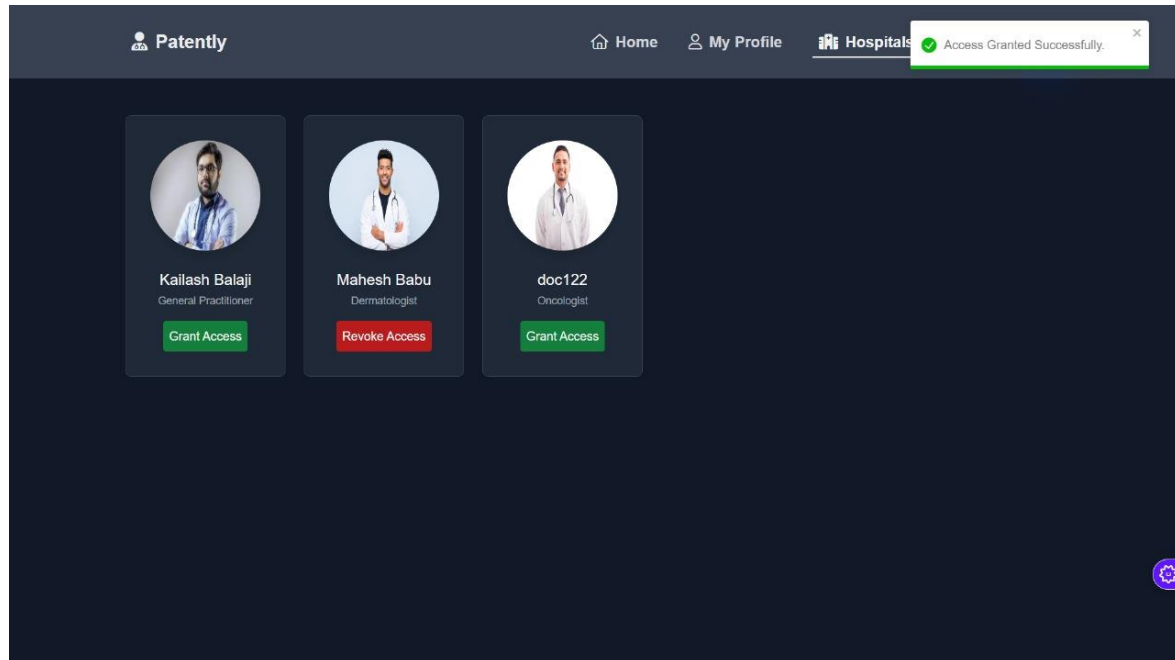 Patently
Home
My Profile
Hospitals
Access Granted Successfully.
Kailash Balaji
General Practitioner
Grant Access
Mahesh Babu
Dermatologist
Revoke Access
doc122
Oncologist
Grant Access